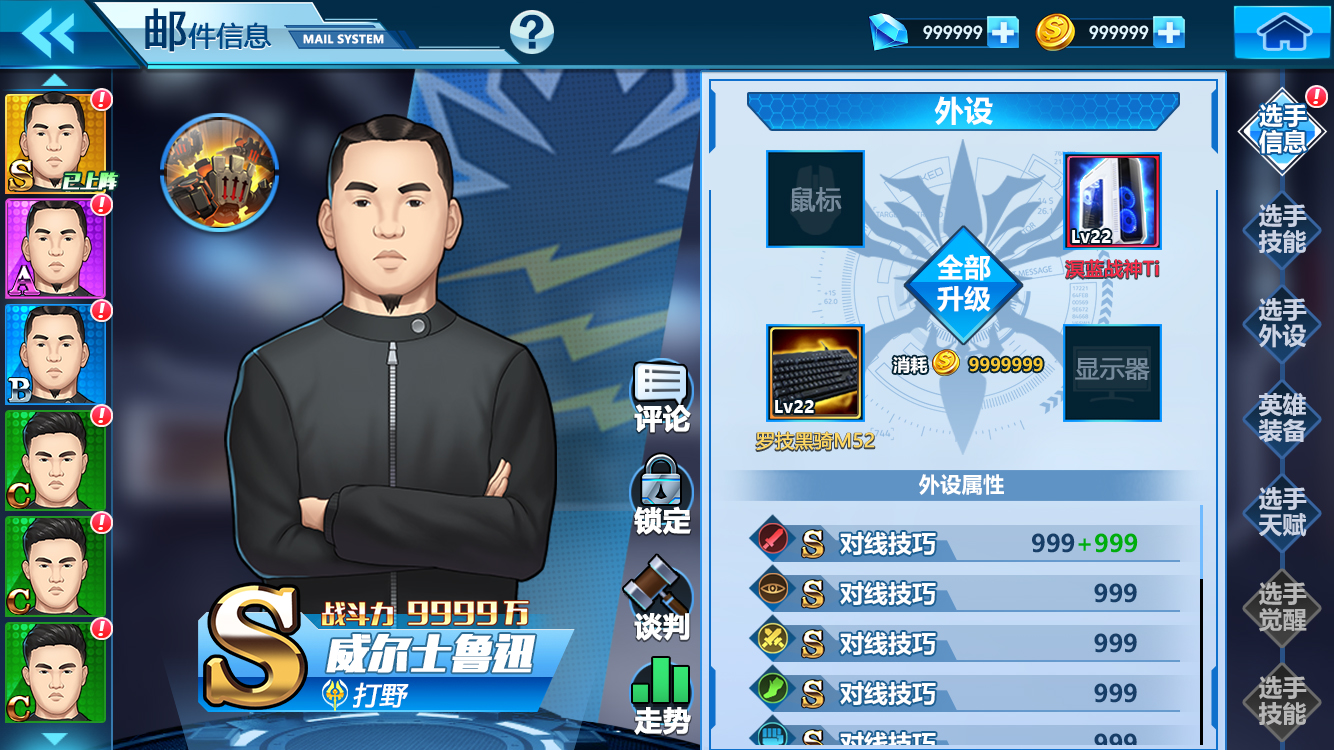 邮件信息
MAIL SYSTEM
?
999999
999999
S
已上阵
A
B
C
C
C
评论
锁定
谈判
走势
S
战斗力 9999万
威尔士鲁迅
打野
外设
鼠标
Lv22
溟蓝战神Ti
全部
升级
消耗 9999999
Lv22
罗技黑骑M52
显示器
外设属性
S 对线技巧 999+999
S 对线技巧 999
S 对线技巧 999
S 对线技巧 999
S 对线技巧 999
选手
信息
选手
技能
选手
外设
英雄
装备
选手
天赋
选手
觉醒
选手
技能